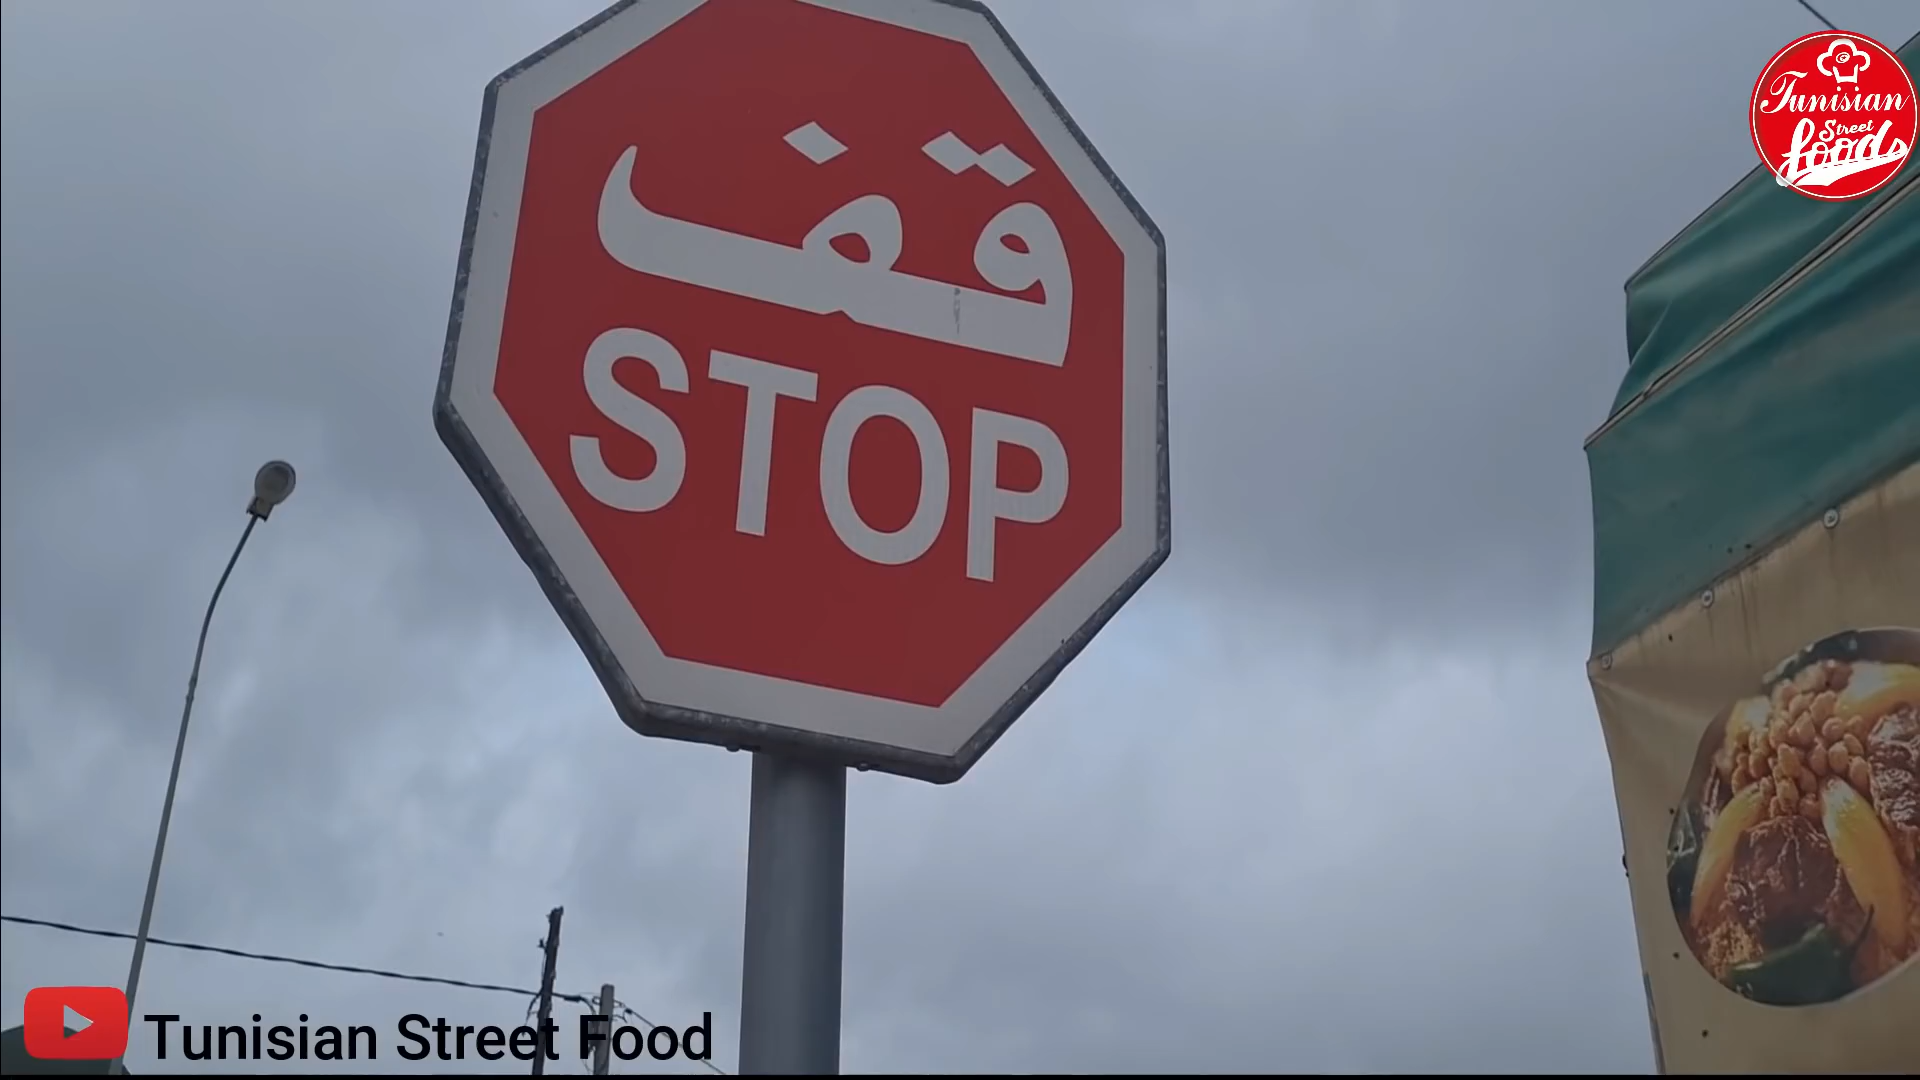 قف
STOP
Tunisian
Street
foods
Tunisian Street Food